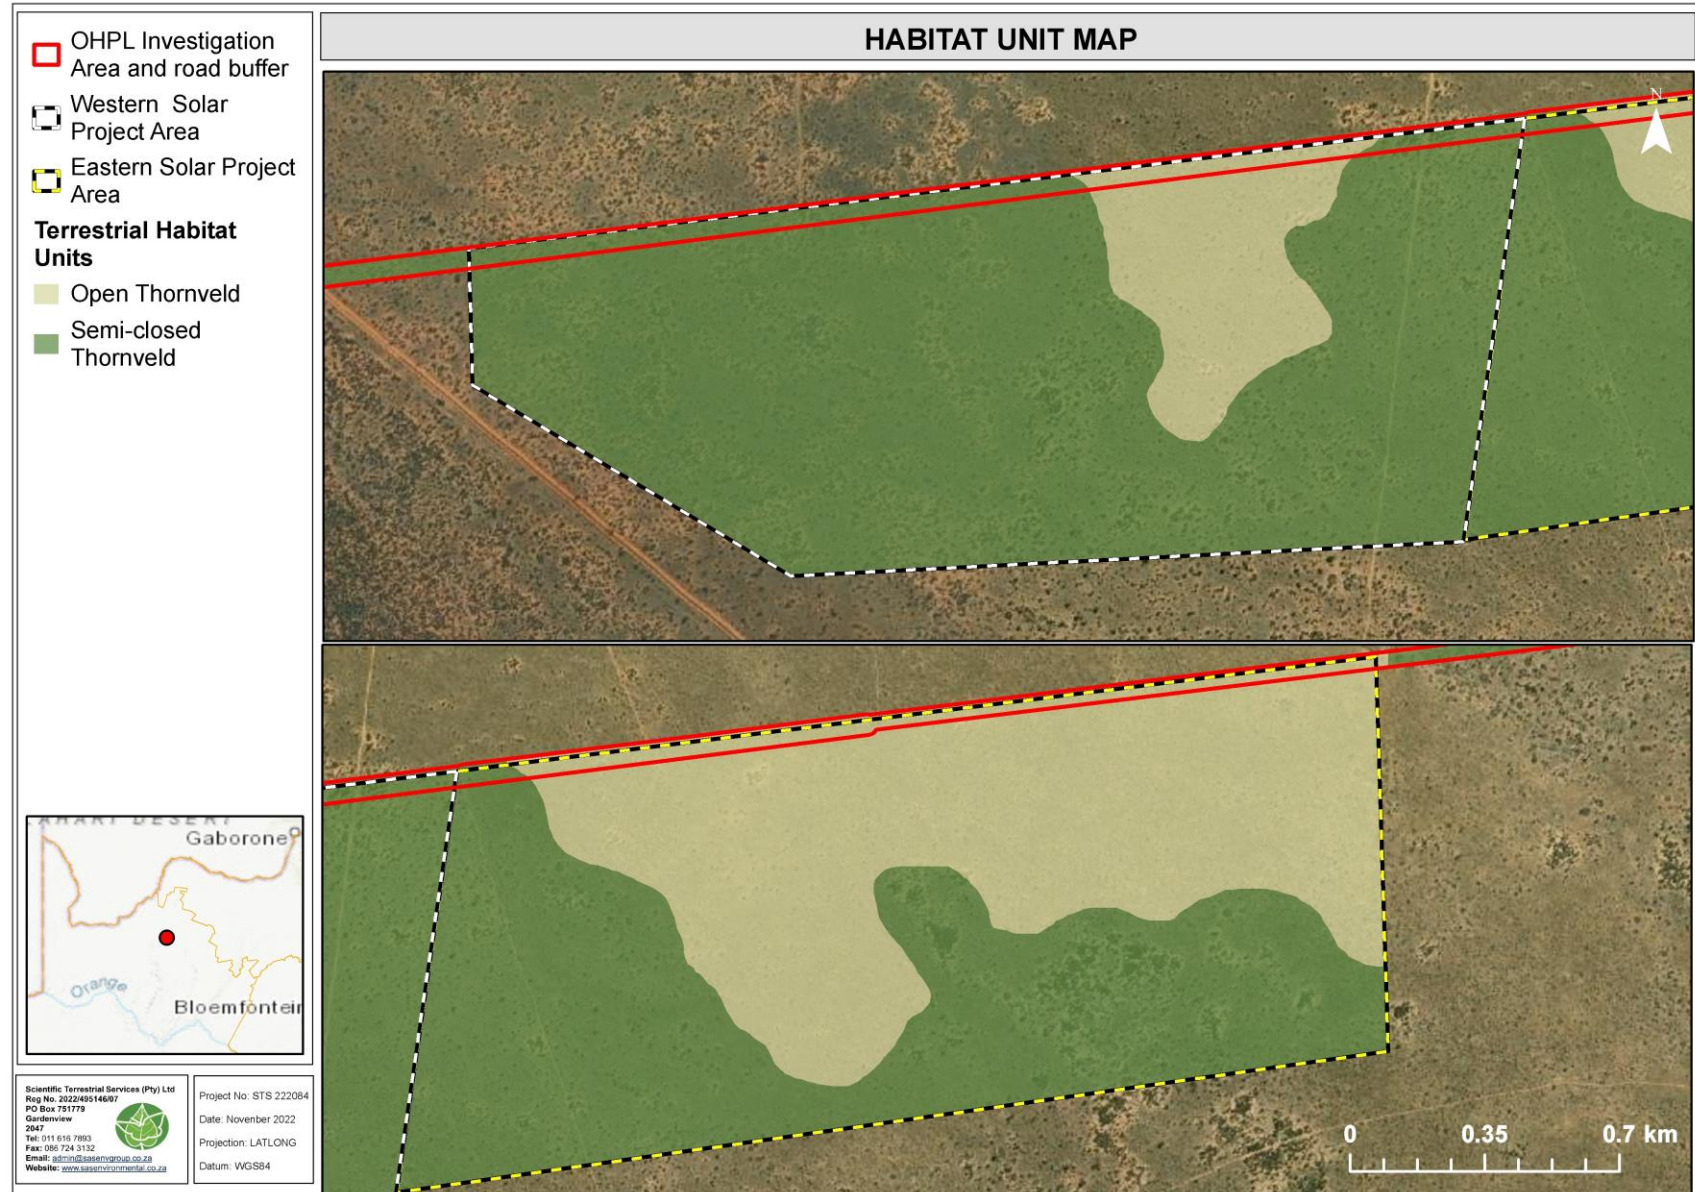 HABITAT UNIT MAP
OHPL Investigation
Area and road buffer
Western Solar
Project Area
Eastern Solar Project
Area
Terrestrial Habitat
Units
Open Thornveld
Semi-closed
Thornveld
N
Gaborone
Orange
Bloemfontein
Scientific Terrestrial Services (Pty) Ltd
Reg No. 2022/495146/07
PO Box 751779
Gardenview
2047
Tel: 011 616 7893
Fax: 086 724 3132
Email: admin@sasenvgroup.co.za
Website: www.sasenvironmental.co.za
Project No: STS 222084
Date: Novenber 2022
Projection: LATLONG
Datum: WGS84
0 0.35 0.7 km